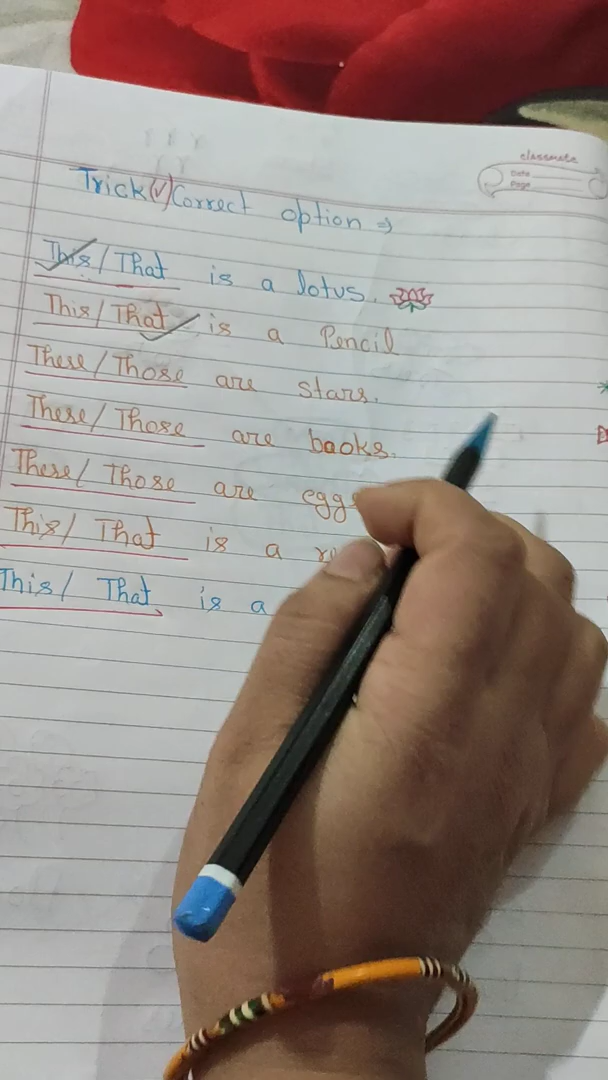 classmate
Date
Page
Trick(✓)Correct option ⇒
This/That is a lotus.
This/That is a Pencil
These/Those are stars.
These/Those are books.
These/Those are eggs
This/That is a
This/That is a